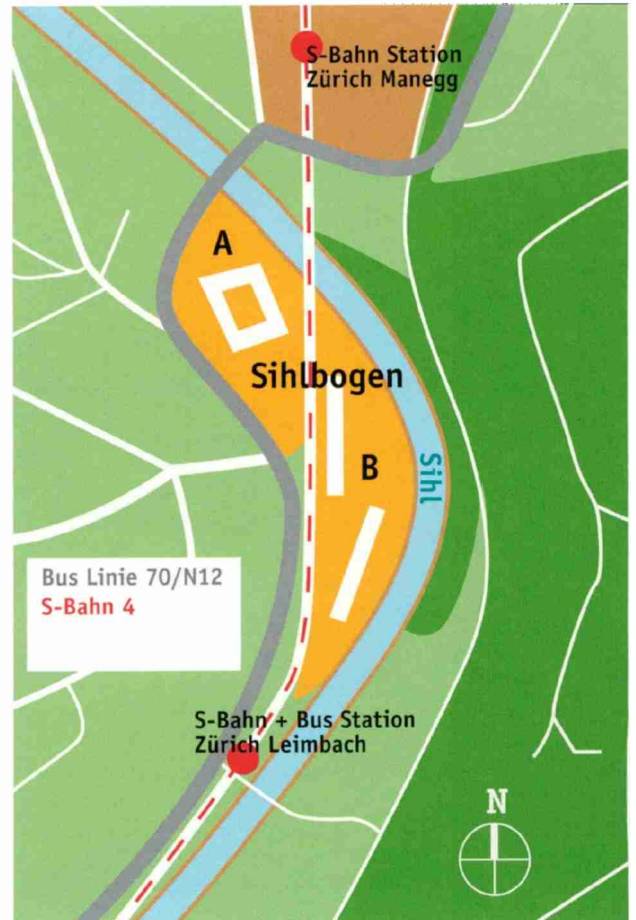 S-Bahn Station
Zürich Manegg
A
Sihlbogen
B
Sihl
Bus Linie 70/N12
S-Bahn 4
S-Bahn + Bus Station
Zürich Leimbach
N